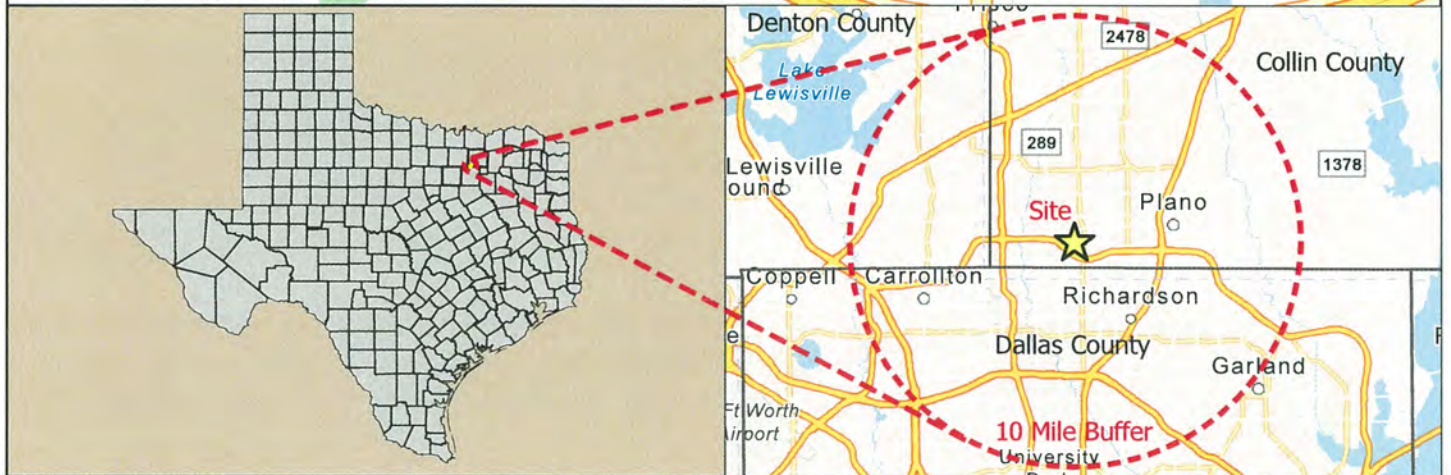 Denton County
2478
Collin County
Lake
Lewisville
289
1378
Lewisville
ound
Plano
Site
Coppell
Carrollton
Richardson
Dallas County
Garland
Ft Worth
Airport
10 Mile Buffer
University